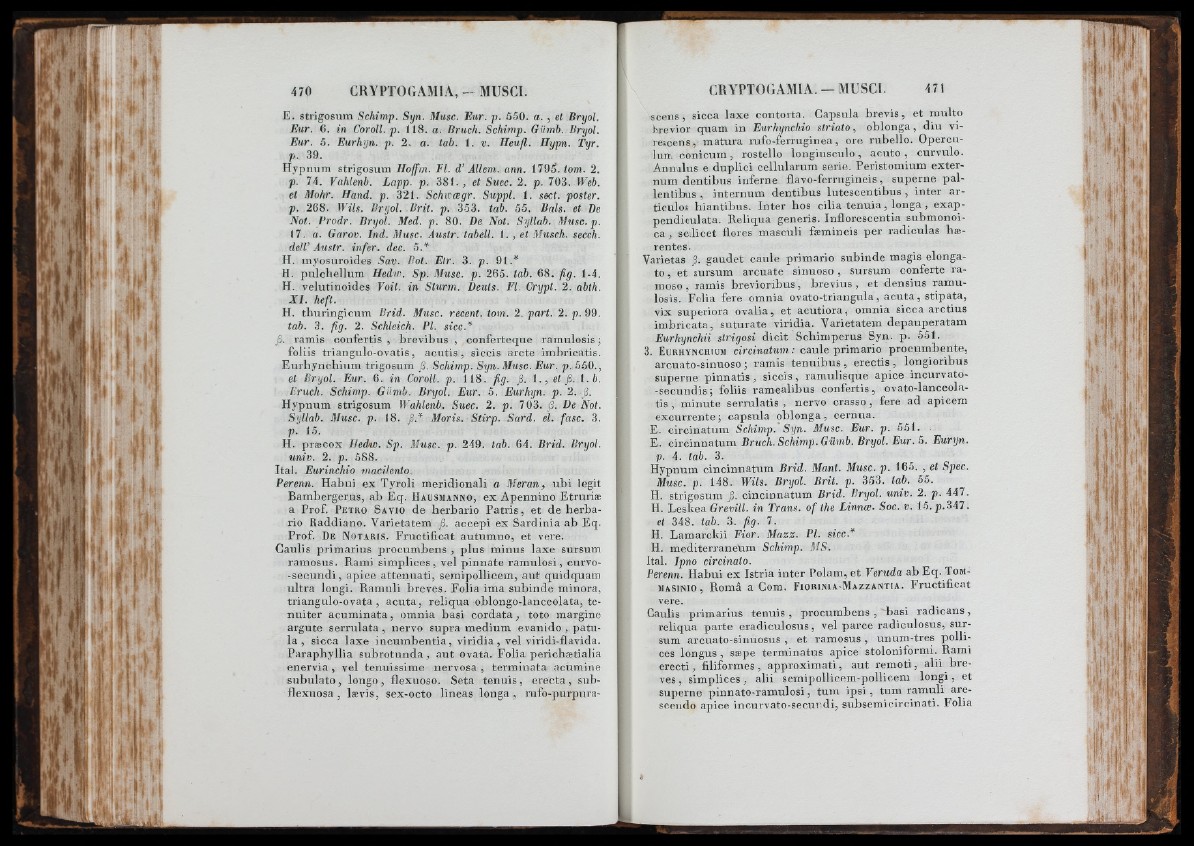 470 CRYPTOGAMIA, — MUSCI.
E. strigosum Schimp. Syn. Musc. Eur. p. 550. a. , et Bryol.
Eur. 6. in Coroll. p. 118. a. Bruch. Schimp. Gümb. Bryol.
Eur. 5. Eurhyn. p. 2. a. tab. 1. v. Heufl. Hypn. Tyr.
p. 39.
Hypnum strigosum Hoffm. Fl. d' Allem. ann. 1795. tom. 2.
p. 74. Vahlenb. Lapp. p. 381. , et Succ. 2. p. 703. Web.
et Mohr. Hand. p. 321. Schwægr. Suppl. 1. sect. poster.
p. 268. Wils. Bryol. Brit. p. 353. tab. 55. Bals. et De
Not. Prodr. Bryol. Med. p. 80. De Not. Syllab. Musc. p.
17. a. Garov. Ind. Musc. Austr. tabell. 1. , et Musch. secch.
dell' Austr. infer. dec. 5.*
H. myosuroides Sav. Bot. Etr. 3. p. 91.*
H. pulchellum Hedw. Sp. Musc. p. 265. tab. 68. fig. 1-4.
H. velutinoides Voit. in Sturm. Deuts. Fl. Crypt. 2. abth.
XI. heft.
H. thuringicum Brid. Musc. recent. tom. 2. part. 2. p. 99.
tab. 3. fig. 2. Schleich. Pl. sicc.*
β. ramis confertis , brevibus , conferteque ramulosis;
foliis triangulo-ovatis, acutis, siccis arcte imbricatis.
Eurhynchium trigosum β. Schimp. Syn. Musc. Eur. p. 550.,
et Bryol. Eur. 6. in Coroll. p. 118. fig. β. 1. , et β. 1. b.
Bruch. Schimp. Gümb. Bryol. Eur. 5. Eurhyn. p. 2. β.
Hypnum strigosum Wahlenb. Suec. 2. p. 703. β. De Not.
Syllab. Musc. p. 18. β.* Moris. Stirp. Sard. el. fasc. 3.
p. 15.
H. præcox Hedw. Sp. Musc. p. 249. tab. 64. Brid. Bryol.
univ. 2. p. 588.
Ital. Eurinchio macilento.
Perenn. Habui ex Tyroli meridionali a Meran, ubi legit
Bambergerus, ab Eq. HAUSMANNO, ex Apennino Etruriæ
a Prof. PETRO SAVIO de herbario Patris, et de herba-
rio Raddiano. Varietatem β. accepi ex Sardinia ab Eq.
Prof. DE NOTARIS. Fructificat autumno, et vere.
Caulis primarius procumbens , plus minus laxe sursum
ramosus. Rami simplices, vel pinnate ramulosi, curvo-
-secundi, apice attenuati, semipollicem, aut quidquam
ultra longi. Ramuli breves. Folia ima subinde minora,
triangulo-ovata , acuta, reliqua oblongo-lanceolata, te-
nuiter acuminata, omnia basi cordata, toto margine
argute serrulata , nervo supra medium evanido , patu-
la , sicca laxe incumbentia, viridia, vel viridi-flavida.
Paraphyllia subrotunda , aut ovata. Folia perichætialia
enervia , vel tenuissime nervosa , terminata acumine
subulato, longo, flexuoso. Seta tenuis, erecta, sub-
flexuosa , lævis, sex-octo lineas longa , rufo-purpura-
CRYPTOGAMIA. — MUSCI. 471
scens, sicca laxe contorta. Capsula brevis, et multo
brevior quam in Eurhynchio striato, oblonga, diu vi-
rescens, matura rufo-ferruginea, ore rubello. Opercu-
lum conicum, rostello longiusculo, acuto, curvulo.
Annulus e duplici cellularum serie. Peristomium exter-
num dentibus inferne flavo-ferrugineis, superne pal-
lentibus , internum dentibus lutescentibus , inter ar-
ticulos hiantibus. Inter hos cilia tenuia, longa, exap-
pendiculata. Reliqua generis. Inflorescentia submonoi-
ca , scilicet flores masculi fæmineis per radiculas hæ-
rentes.
Varietas β. gaudet caule primario subinde magis elonga-
to, et sursum arcuate sinuoso , sursum conferte ra-
moso , ramis brevioribus, brevius , et densius ramu-
losis. Folia fere omnia ovato-triangula, acuta, stipata,
vix superiora ovalia, et acutiora, omnia sicca arctius
imbricata, saturate viridia. Varietatem depauperatam
Eurhynchii strigosi dicit Schimperus Syn. p. 551.
3. EURHYNCHIUM circinatum: caule primario procumbente,
arcuato-sinuoso; ramis tenuibus, erectis, longioribus
superne pinnatis, siccis, ramulisque apice incurvato-
-secundis; foliis ramealibus confertis, ovato-lanceola-
tis, minute serrulatis , nervo crasso, fere ad apicem
excurrente; capsula oblonga, cernua.
E. circinatum Schimp. Syn. Musc. Eur. p. 551.
E. circinnatum Bruch. Schimp. Gümb. Bryol. Eur. 5. Euryn.
p. 4. tab. 3.
Hypnum cincinnatum Brid. Mant. Musc. p. 165. , et Spec.
Musc. p. 148. Wils. Bryol. Brit. p. 353. tab. 55.
H. strigosum β. cincinnatum Brid. Bryol. univ. 2. p. 447.
H. Leskea Grevill. in Trans. of the Linnæ. Soc. v. 15. p. 347.
et 348. tab. 3. fig. 7.
H. Lamarckii Fior. Mazz. Pl. sicc.*
H. mediterraneum Schimp. MS.
Ital. Ipno circinato.
Perenn. Habui ex Istria inter Polam, et Veruda ab Eq. TOM-
MASINIO, Româ a Com. FIORINIA-MAZZANTIA. Fructificat
vere.
Caulis primarius tenuis, procumbens, basi radicans,
reliqua parte eradiculosus, vel parce radiculosus, sur-
sum arcuato-sinuosus , et ramosus , unum-tres polli-
ces longus, sæpe terminatus apice stoloniformi. Rami
erecti, filiformes, approximati, aut remoti, alii bre-
ves, simplices, alii semipollicem-pollicem longi, et
superne pinnato-ramulosi, tum ipsi, tum ramuli are-
scendo apice incurvato-secundi, subsemicircinati. Folia